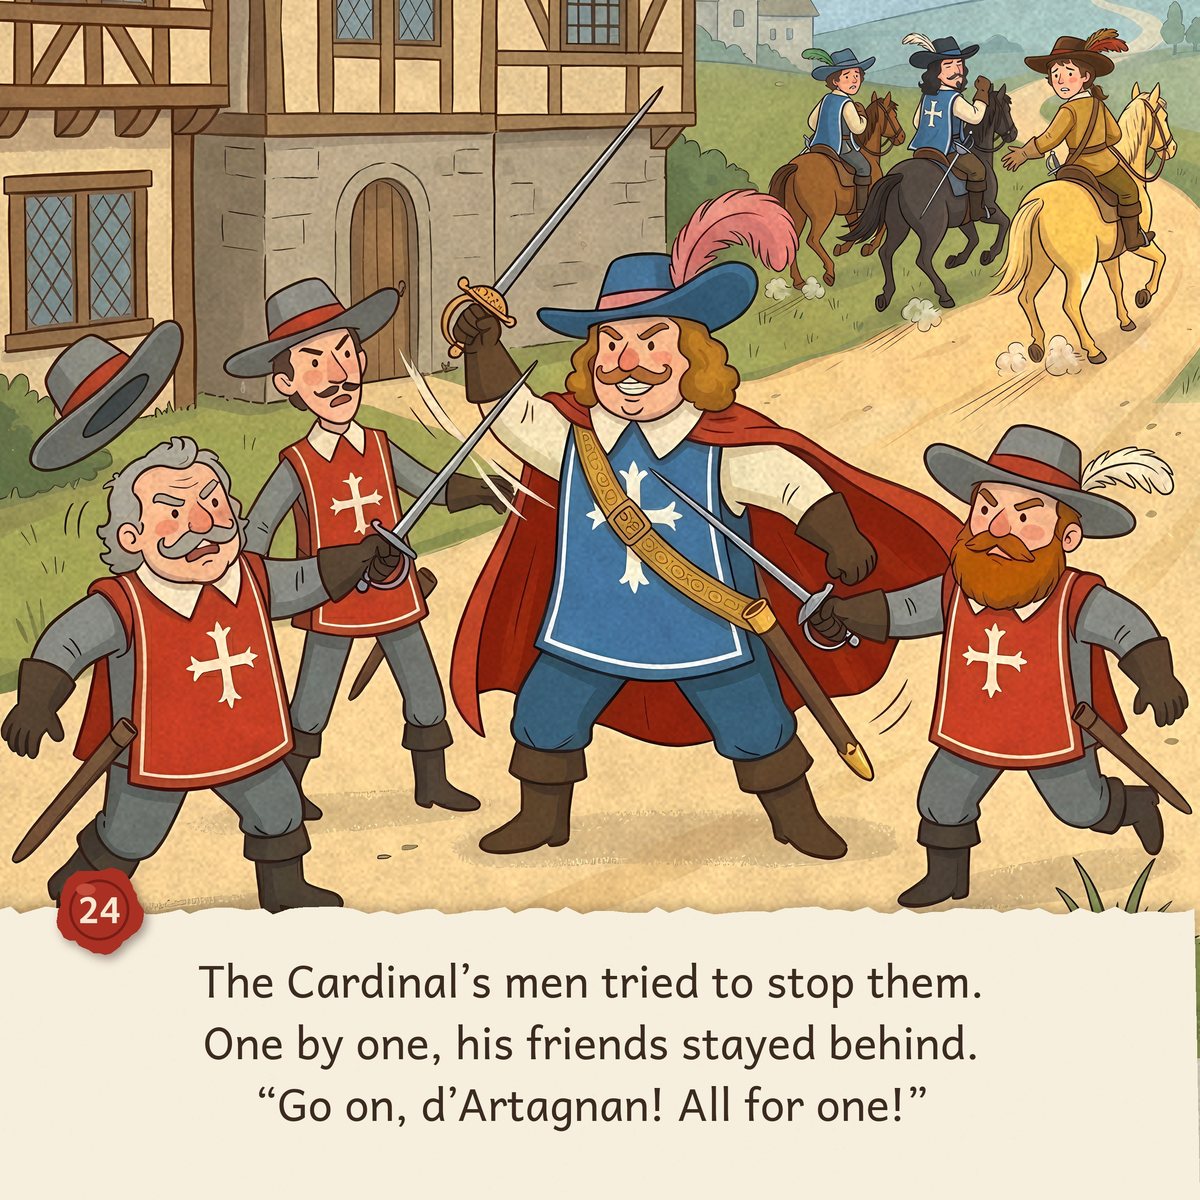 24
The Cardinal’s men tried to stop them.
One by one, his friends stayed behind.
“Go on, d’Artagnan! All for one!”